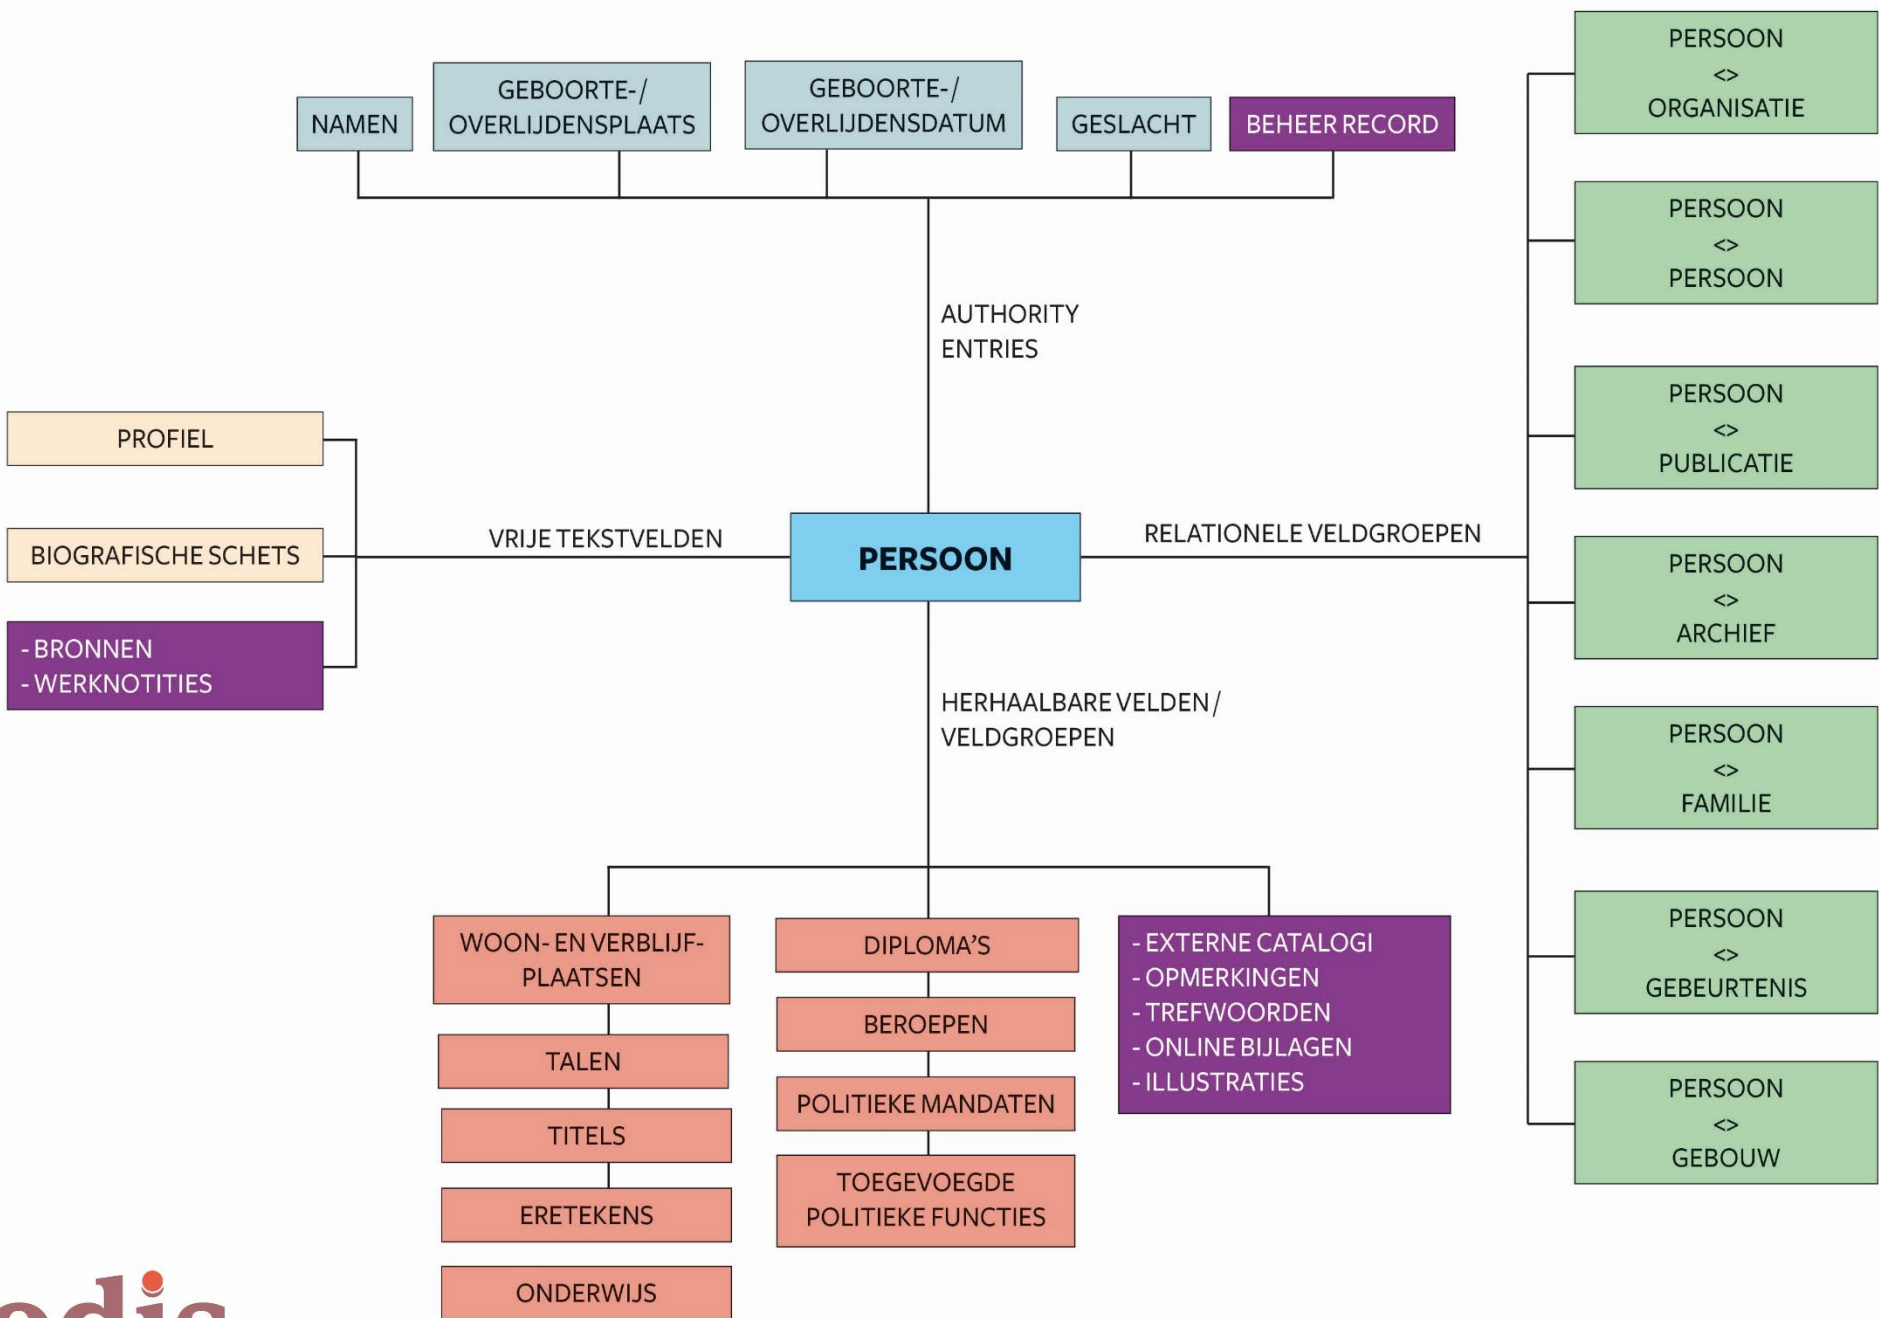 NAMEN
GEBOORTE-/
OVERLIJDENSPLAATS
GEBOORTE-/
OVERLIJDENSDATUM
GESLACHT
BEHEER RECORD
AUTHORITY
ENTRIES
PROFIEL
BIOGRAFISCHE SCHETS
- BRONNEN
- WERKNOTITIES
VRIJE TEKSTVELDEN
PERSOON
RELATIONELE VELDGROEPEN
PERSOON
<>
ORGANISATIE
PERSOON
<>
PERSOON
PERSOON
<>
PUBLICATIE
PERSOON
<>
ARCHIEF
PERSOON
<>
FAMILIE
PERSOON
<>
GEBEURTENIS
PERSOON
<>
GEBOUW
HERHAALBARE VELDEN/
VELDGROEPEN
WOON- EN VERBLIJF-
PLAATSEN
TALEN
TITELS
ERETEKENS
ONDERWIJS
DIPLOMA'S
BEROEPEN
POLITIEKE MANDATEN
TOEGEVOEGDE
POLITIEKE FUNCTIES
- EXTERNE CATALOGI
- OPMERKINGEN
- TREFWOORDEN
- ONLINE BIJLAGEN
- ILLUSTRATIES
odis